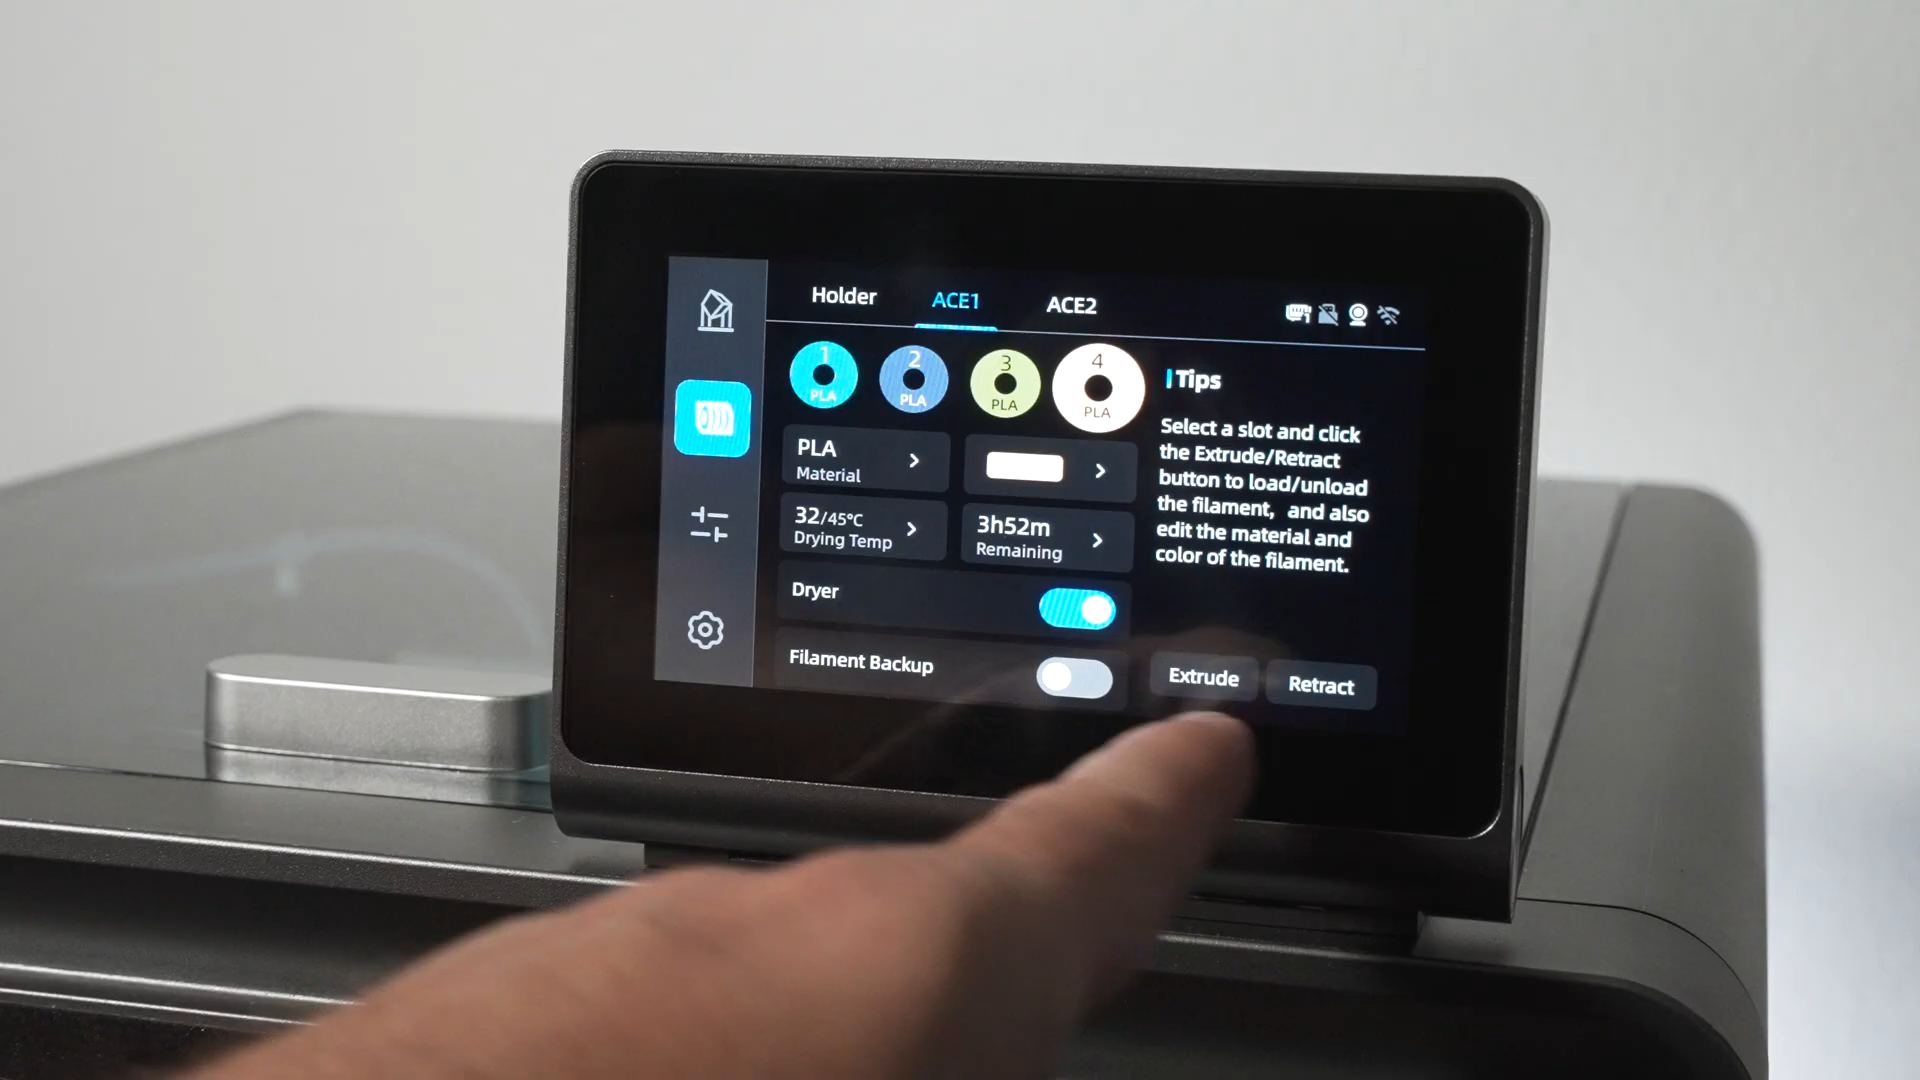 Holder
ACE1
ACE2
1
PLA
2
PLA
3
PLA
4
PLA
PLA
Material
32/45°C
Drying Temp
3h52m
Remaining
Dryer
Filament Backup
Tips
Select a slot and click
the Extrude/Retract
button to load/unload
the filament, and also
edit the material and
color of the filament.
Extrude
Retract